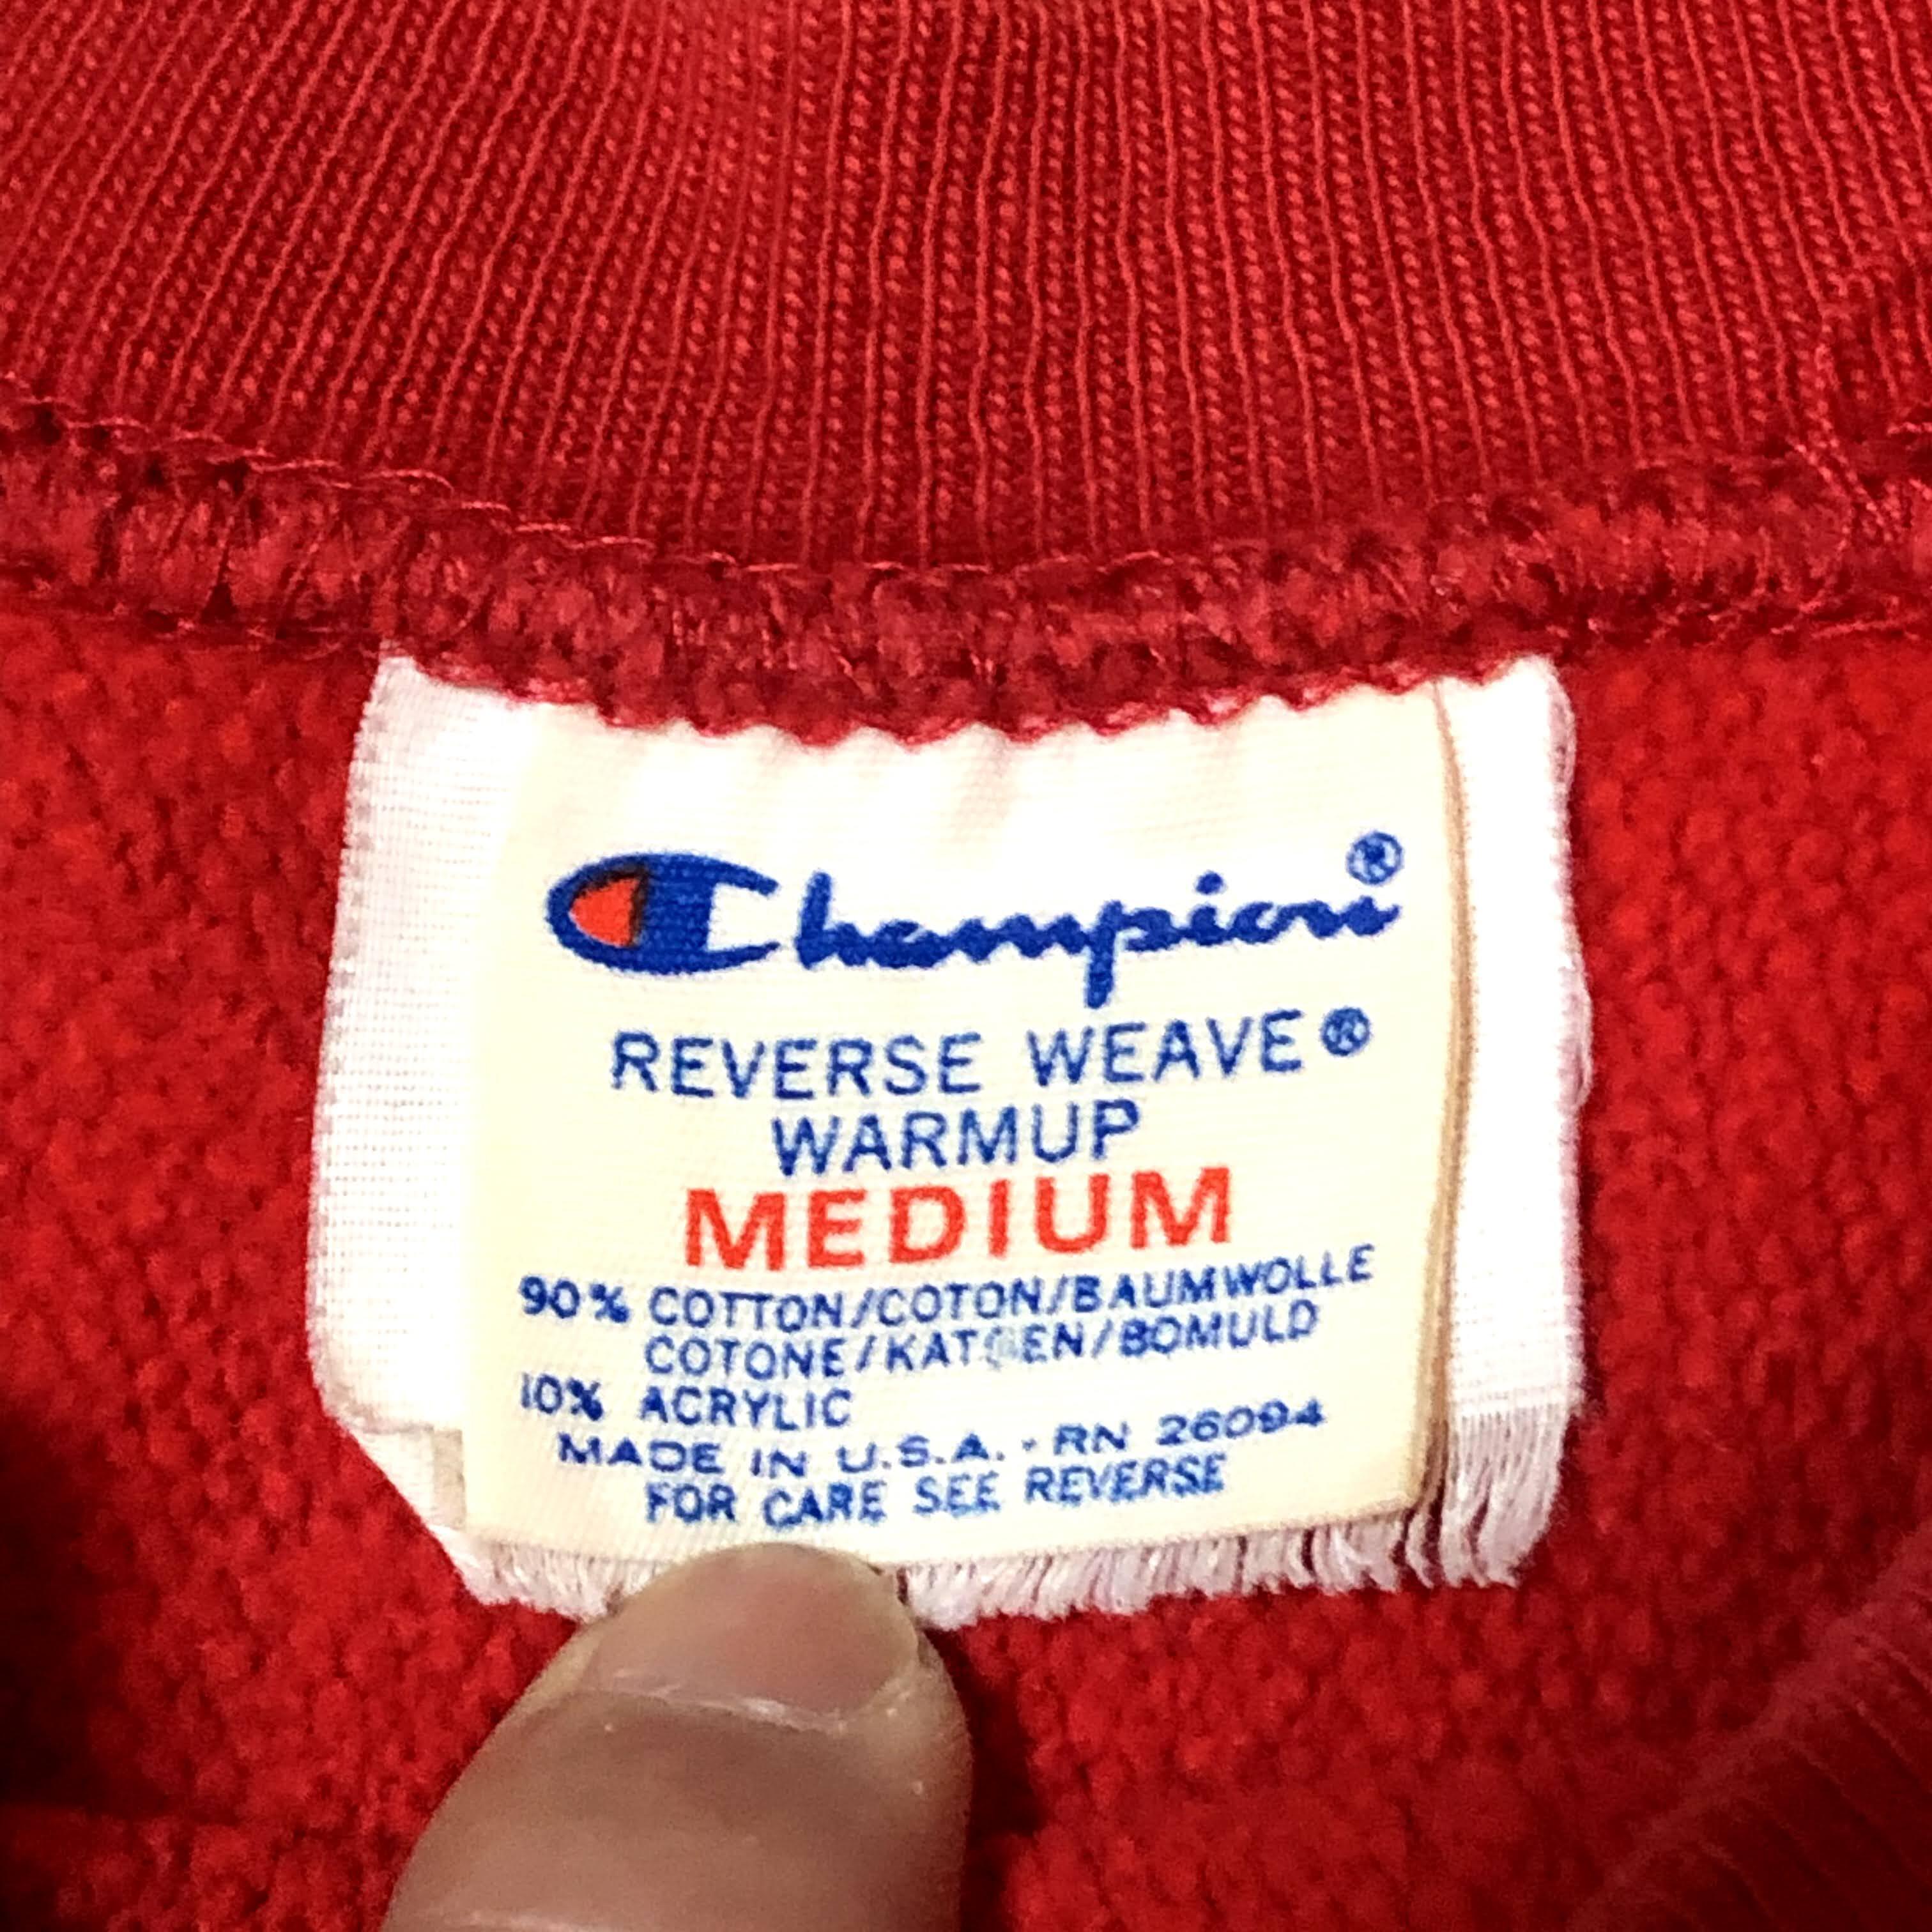 Champion®
REVERSE WEAVE®
WARMUP
MEDIUM
90% COTTON/COTON/BAUMWOLLE
COTONE/KATOEN/BOMULD
10% ACRYLIC
MADE IN U.S.A. · RN 26094
FOR CARE SEE REVERSE